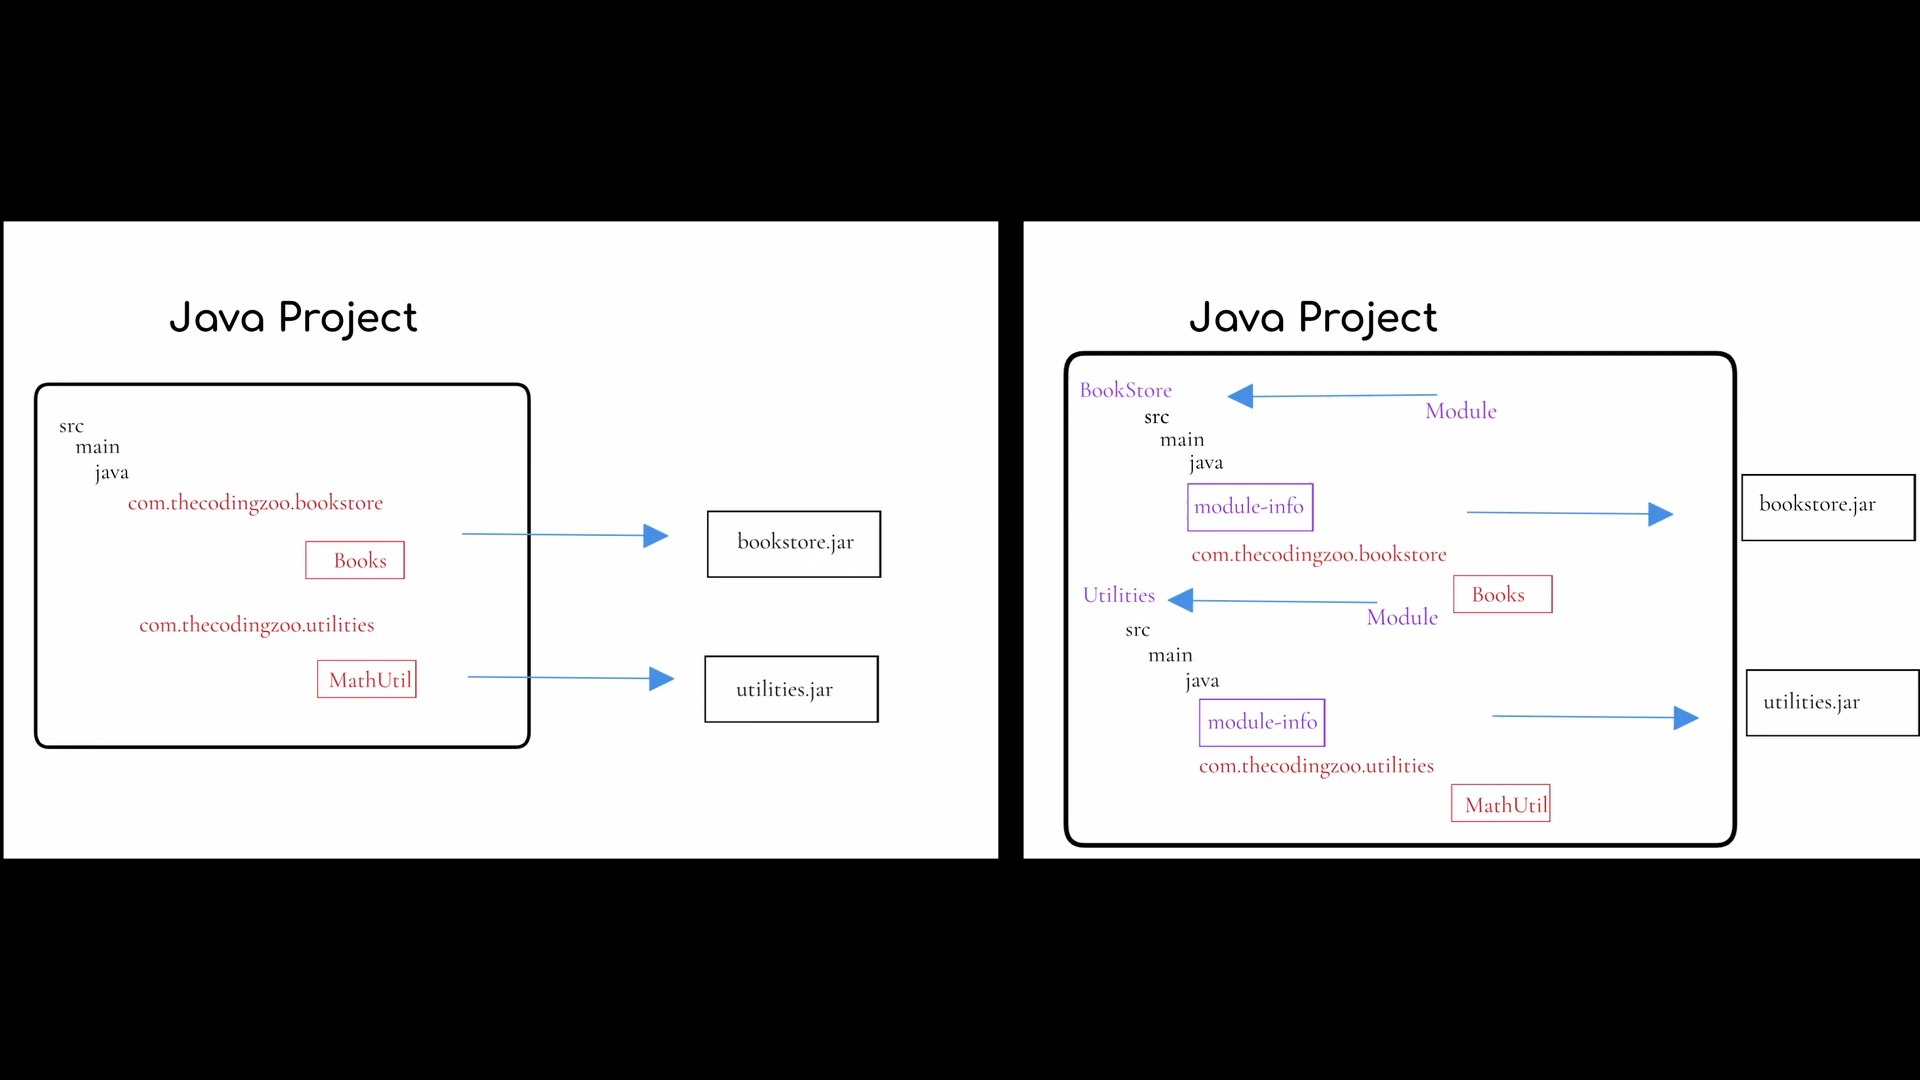 Java Project
src
main
java
com.thecodingzoo.bookstore
Books
com.thecodingzoo.utilities
MathUtil
bookstore.jar
utilities.jar
Java Project
BookStore
Module
src
main
java
module-info
com.thecodingzoo.bookstore
Books
Utilities
Module
src
main
java
module-info
com.thecodingzoo.utilities
MathUtil
bookstore.jar
utilities.jar